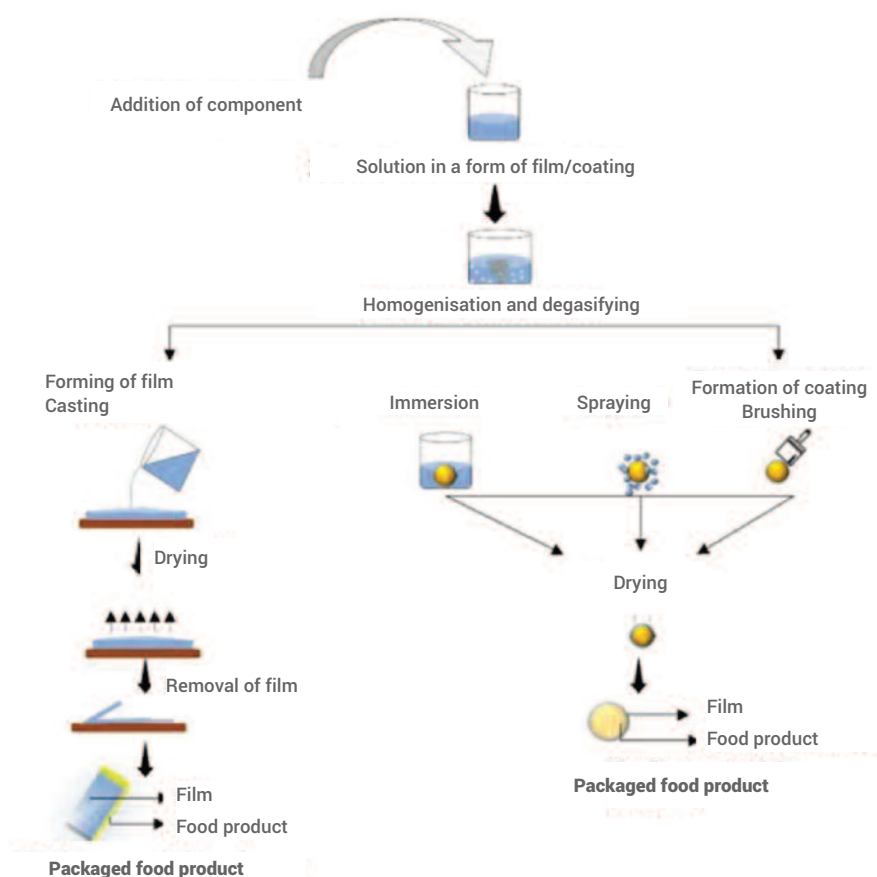 Addition of component
Solution in a form of film/coating
Homogenisation and degasifying
Forming of film
Casting
Immersion
Spraying
Formation of coating
Brushing
Drying
Removal of film
Film
Food product
Packaged food product
Drying
Film
Food product
Packaged food product